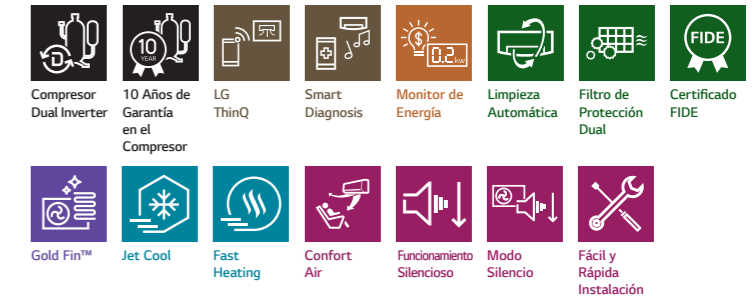 10
YEAR
D
0.2 kw
FIDE
Compresor
Dual Inverter
10 Años de
Garantía
en el
Compresor
LG
ThinQ
Smart
Diagnosis
Monitor de
Energía
Limpieza
Automática
Filtro de
Protección
Dual
Certificado
FIDE
Gold Fin™
Jet Cool
Fast
Heating
Confort
Air
Funcionamiento
Silencioso
Modo
Silencio
Fácil y
Rápida
Instalación